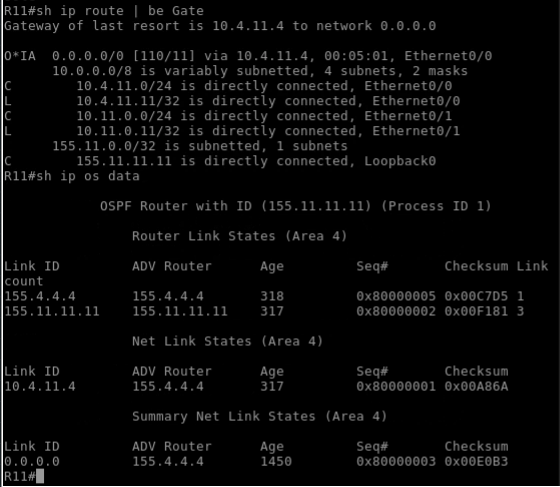 R11#sh ip route | be Gate
Gateway of last resort is 10.4.11.4 to network 0.0.0.0
O*IA  0.0.0.0/0 [110/11] via 10.4.11.4, 00:05:01, Ethernet0/0
      10.0.0.0/8 is variably subnetted, 4 subnets, 2 masks
C        10.4.11.0/24 is directly connected, Ethernet0/0
L        10.4.11.11/32 is directly connected, Ethernet0/0
C        10.11.0.0/24 is directly connected, Ethernet0/1
L        10.11.0.11/32 is directly connected, Ethernet0/1
      155.11.0.0/32 is subnetted, 1 subnets
C        155.11.11.11 is directly connected, Loopback0
R11#sh ip os data
            OSPF Router with ID (155.11.11.11) (Process ID 1)
                Router Link States (Area 4)
Link ID         ADV Router      Age         Seq#       Checksum Link
count
155.4.4.4       155.4.4.4       318         0x80000005 0x00C7D5 1
155.11.11.11    155.11.11.11    317         0x80000002 0x00F181 3
                Net Link States (Area 4)
Link ID         ADV Router      Age         Seq#       Checksum
10.4.11.4       155.4.4.4       317         0x80000001 0x00A86A
                Summary Net Link States (Area 4)
Link ID         ADV Router      Age         Seq#       Checksum
0.0.0.0         155.4.4.4       1450        0x80000003 0x00E0B3
R11#